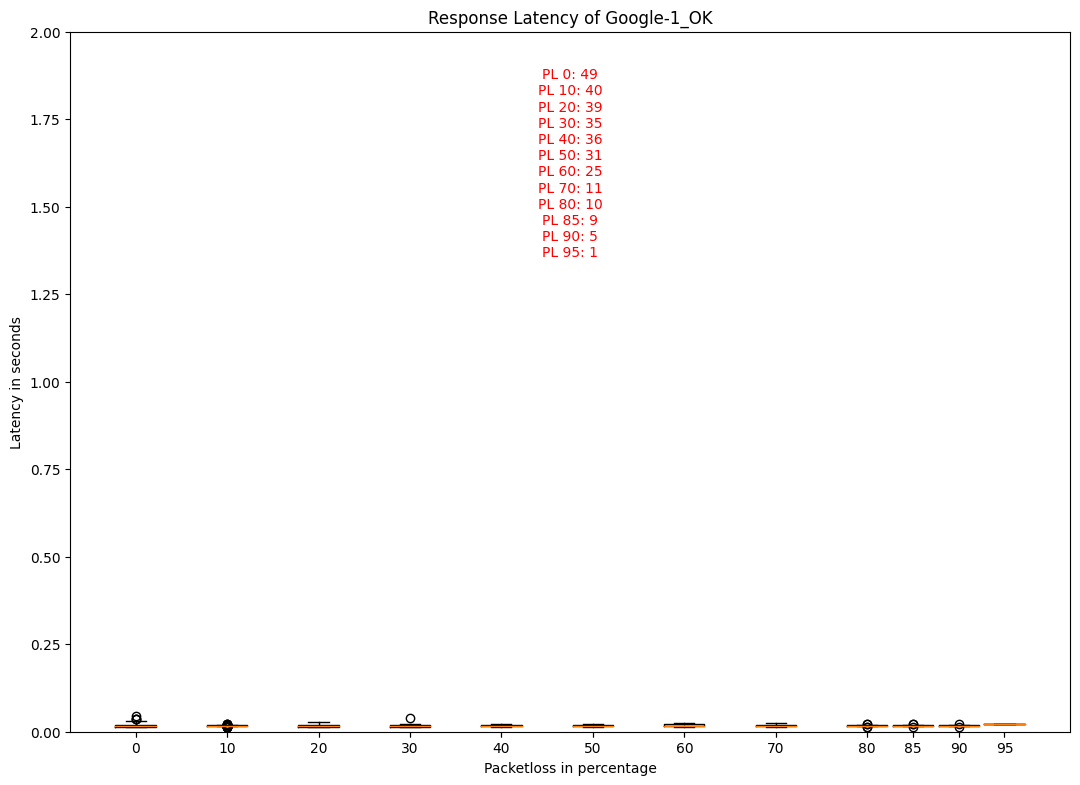 Response Latency of Google-1_OK
2.00
1.75
1.50
1.25
1.00
0.75
0.50
0.25
0.00
Latency in seconds
PL 0: 49
PL 10: 40
PL 20: 39
PL 30: 35
PL 40: 36
PL 50: 31
PL 60: 25
PL 70: 11
PL 80: 10
PL 85: 9
PL 90: 5
PL 95: 1
0 10 20 30 40 50 60 70 80 85 90 95
Packetloss in percentage